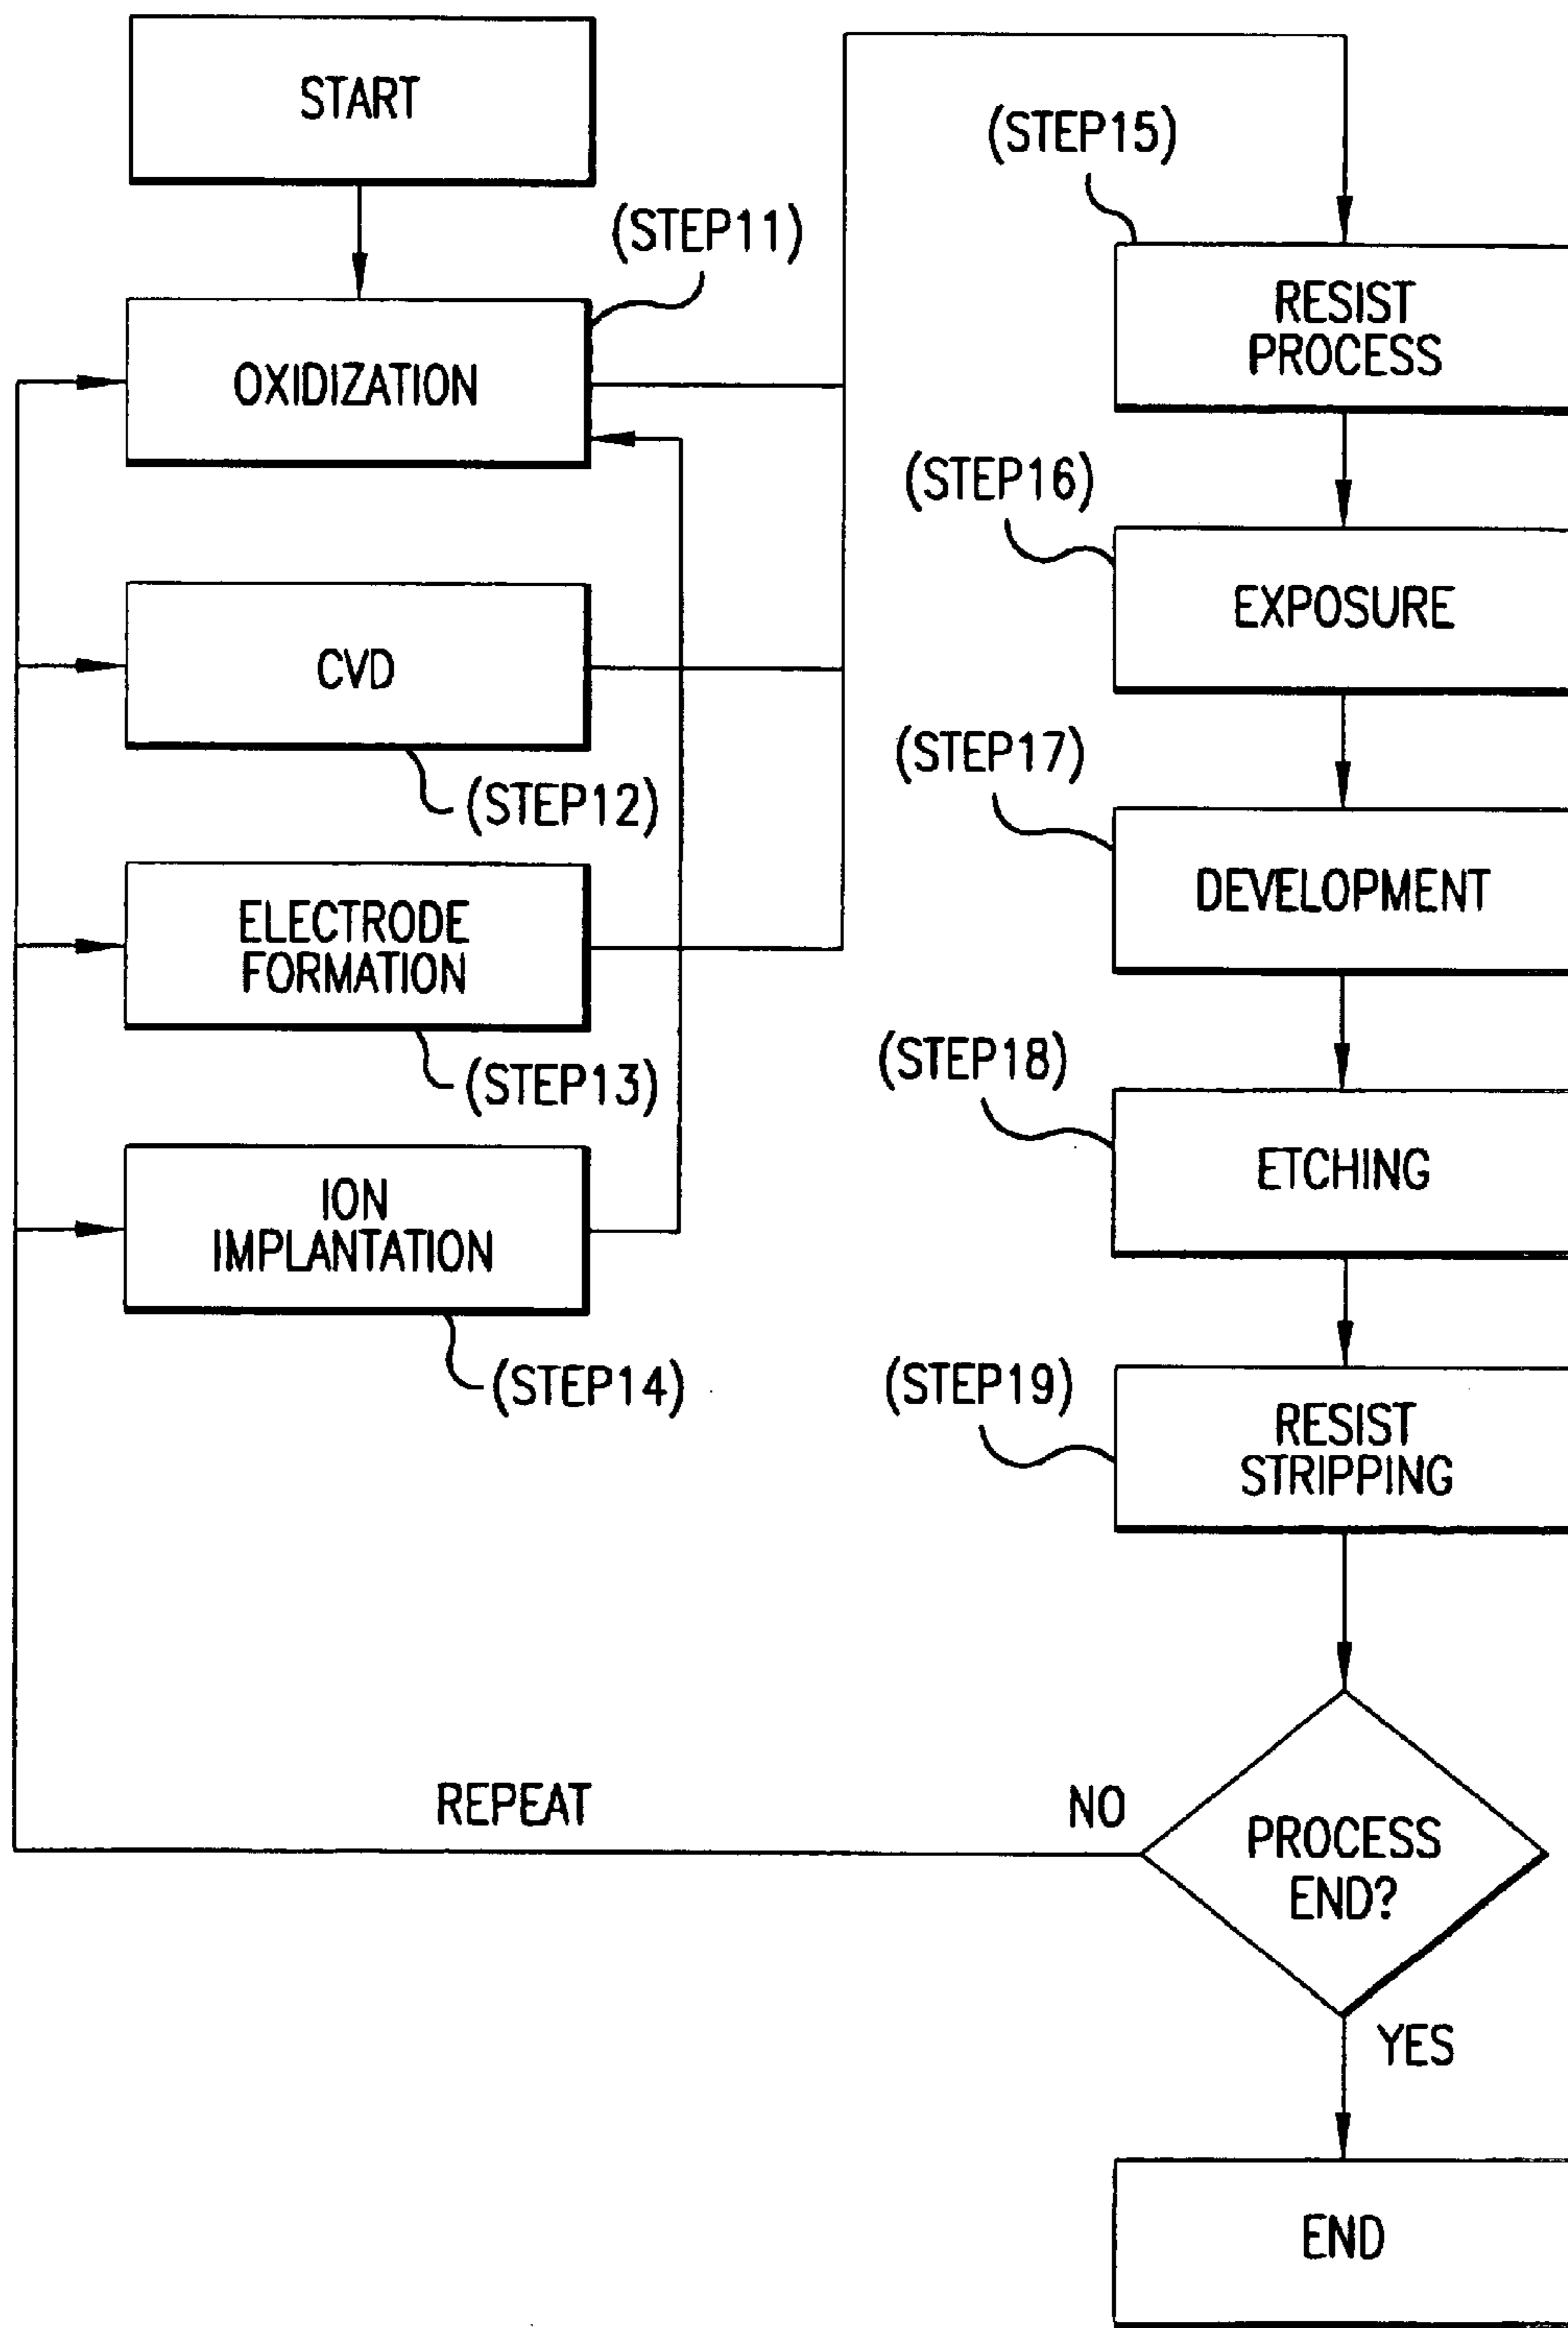 START
(STEP11)
OXIDIZATION
CVD
(STEP12)
ELECTRODE
FORMATION
(STEP13)
ION
IMPLANTATION
(STEP14)
(STEP15)
RESIST
PROCESS
(STEP16)
EXPOSURE
(STEP17)
DEVELOPMENT
(STEP18)
ETCHING
(STEP19)
RESIST
STRIPPING
REPEAT
NO
PROCESS
END?
YES
END